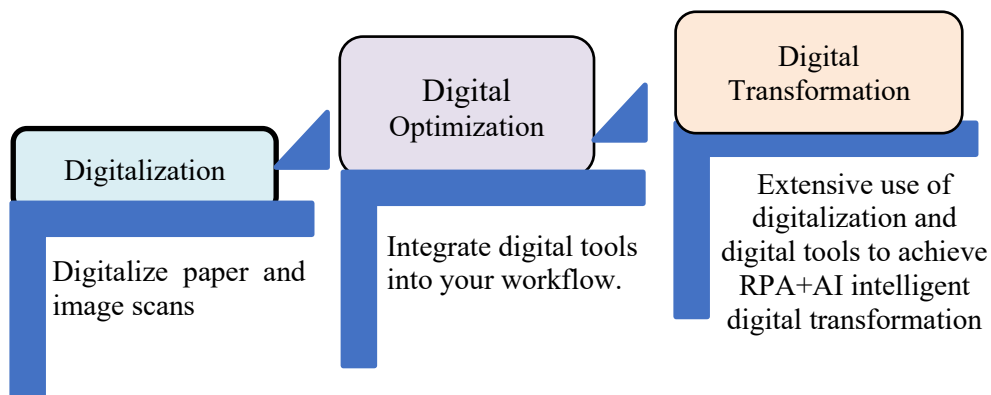 Digitalization
Digitalize paper and
image scans
Digital
Optimization
Integrate digital tools
into your workflow.
Digital
Transformation
Extensive use of
digitalization and
digital tools to achieve
RPA+AI intelligent
digital transformation